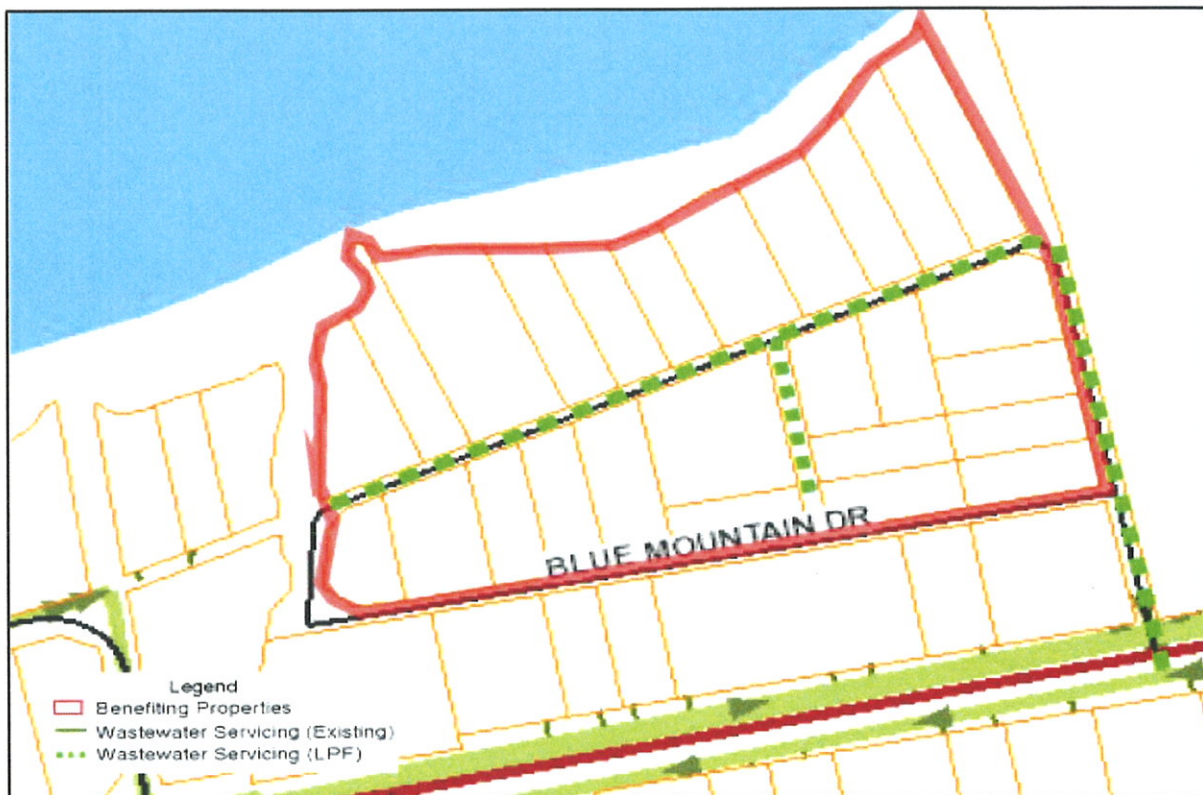 BLUE MOUNTAIN DR
Legend
Benefiting Properties
Wastewater Servicing (Existing)
Wastewater Servicing (LPF)